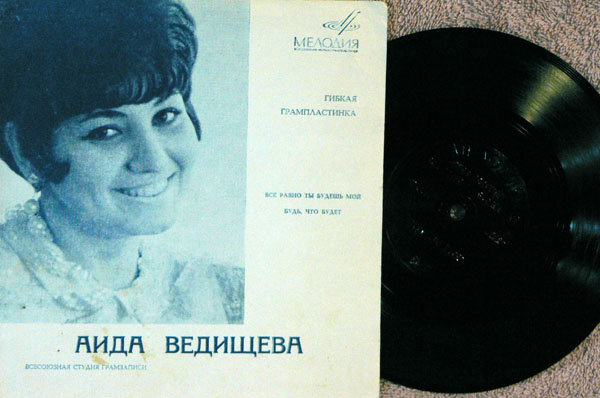 МЕЛОДИЯ
ГИБКАЯ
ГРАМПЛАСТИНКА
ВСЕ РАВНО ТЫ БУДЕШЬ МОЙ
БУДЬ, ЧТО БУДЕТ
АИДА ВЕДИЩЕВА
ВСЕСОЮЗНАЯ СТУДИЯ ГРАМЗАПИСИ